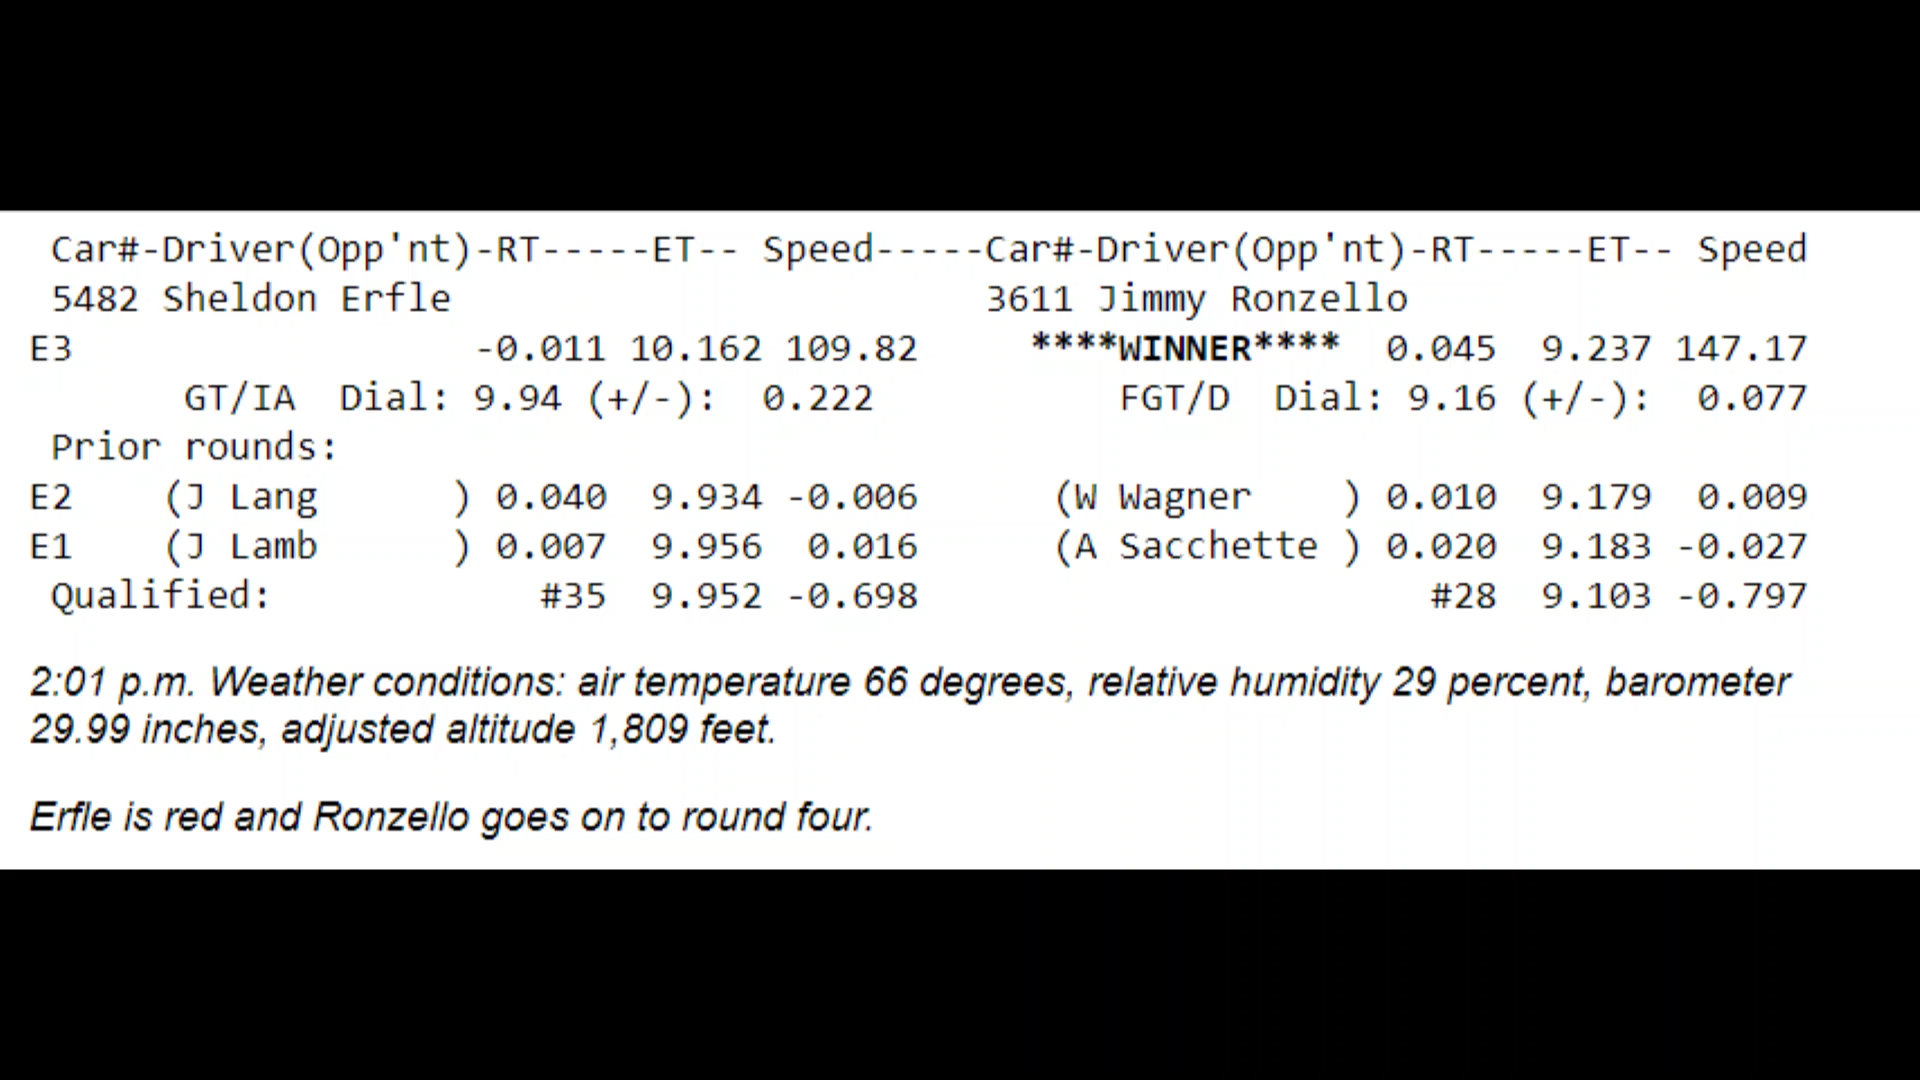 Car#-Driver(Opp'nt)-RT-----ET-- Speed-----Car#-Driver(Opp'nt)-RT-----ET-- Speed
5482 Sheldon Erfle 3611 Jimmy Ronzello
E3 -0.011 10.162 109.82 ****WINNER**** 0.045 9.237 147.17
GT/IA Dial: 9.94 (+/-): 0.222 FGT/D Dial: 9.16 (+/-): 0.077
Prior rounds:
E2 (J Lang ) 0.040 9.934 -0.006 (W Wagner ) 0.010 9.179 0.009
E1 (J Lamb ) 0.007 9.956 0.016 (A Sacchette ) 0.020 9.183 -0.027
Qualified: #35 9.952 -0.698 #28 9.103 -0.797
2:01 p.m. Weather conditions: air temperature 66 degrees, relative humidity 29 percent, barometer
29.99 inches, adjusted altitude 1,809 feet.
Erfle is red and Ronzello goes on to round four.